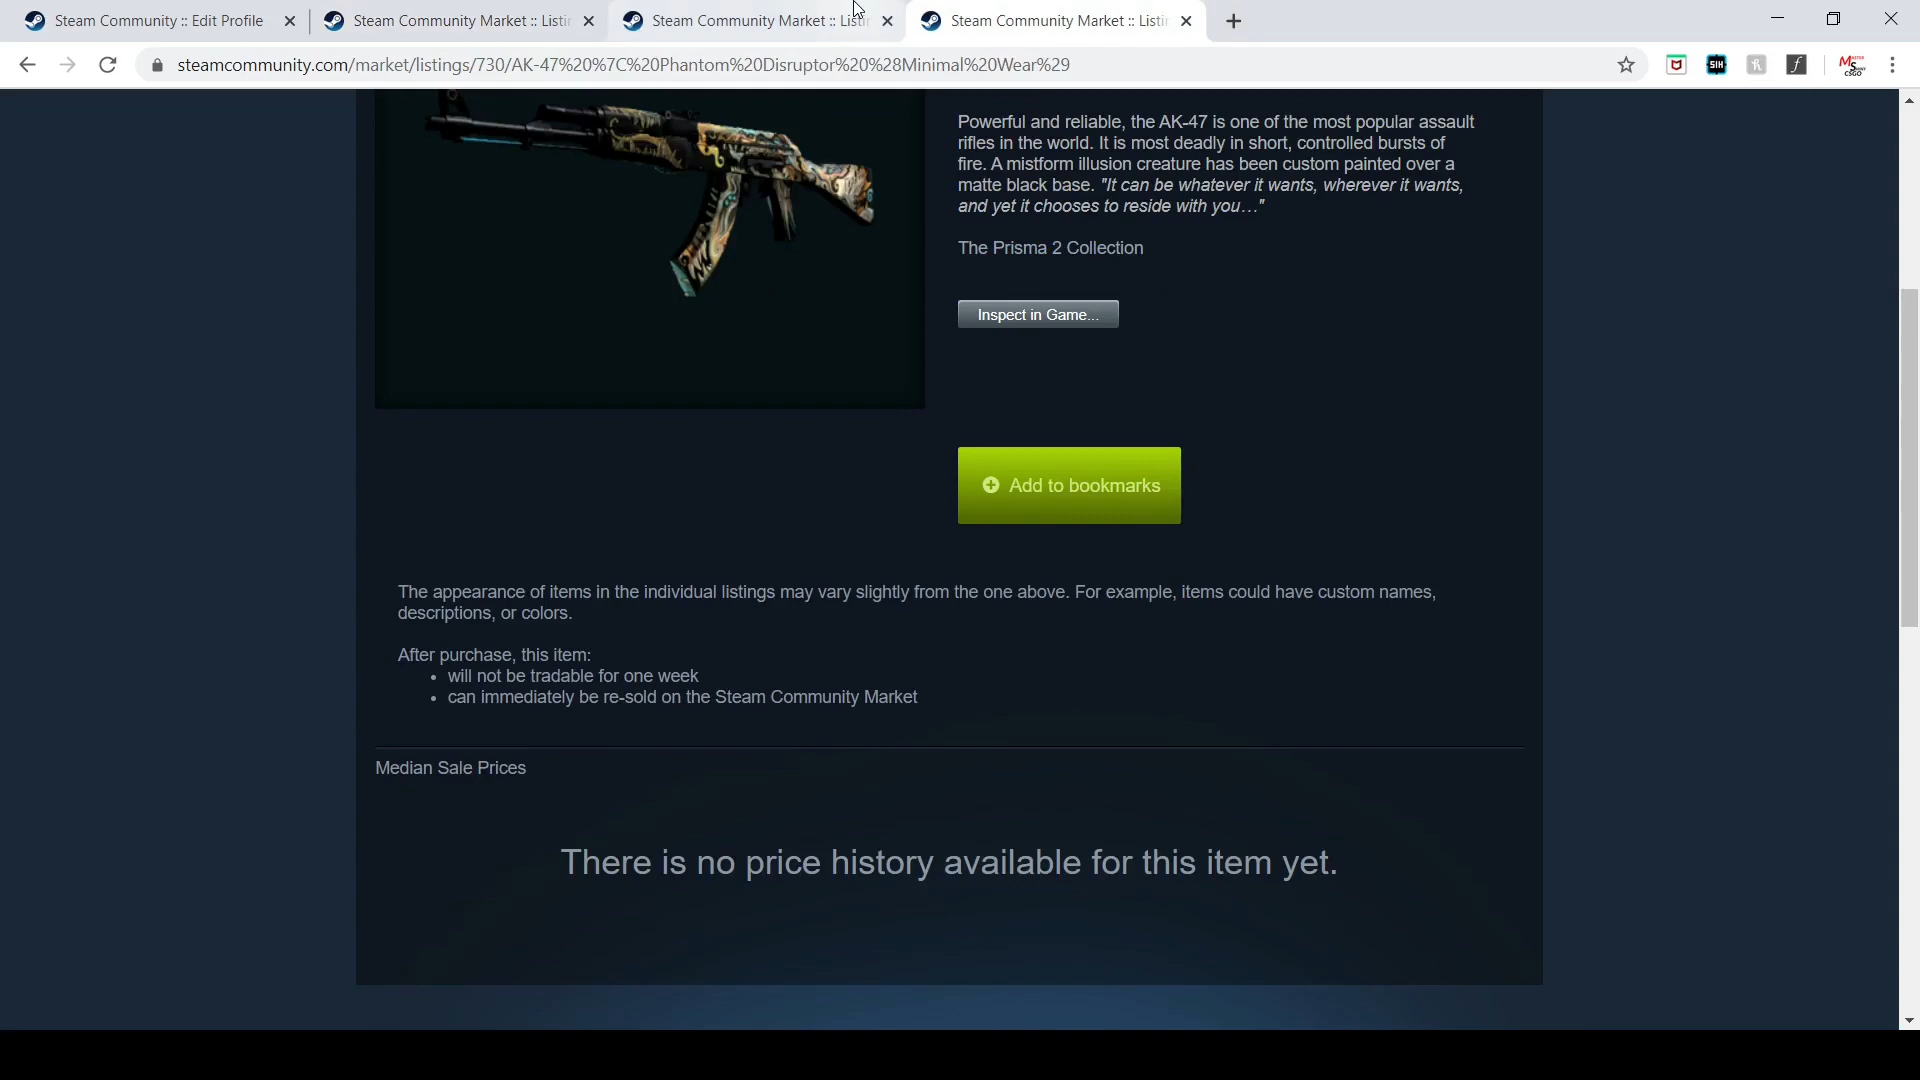 Steam Community :: Edit Profile
Steam Community Market :: Listin
Steam Community Market :: Listin
Steam Community Market :: Listin
steamcommunity.com/market/listings/730/AK-47%20%7C%20Phantom%20Disruptor%20%28Minimal%20Wear%29
SIH
f
MASTER
CSGO
Powerful and reliable, the AK-47 is one of the most popular assault
rifles in the world. It is most deadly in short, controlled bursts of
fire. A mistform illusion creature has been custom painted over a
matte black base. "It can be whatever it wants, wherever it wants,
and yet it chooses to reside with you…"
The Prisma 2 Collection
Inspect in Game...
Add to bookmarks
The appearance of items in the individual listings may vary slightly from the one above. For example, items could have custom names,
descriptions, or colors.
After purchase, this item:
• will not be tradable for one week
• can immediately be re-sold on the Steam Community Market
Median Sale Prices
There is no price history available for this item yet.